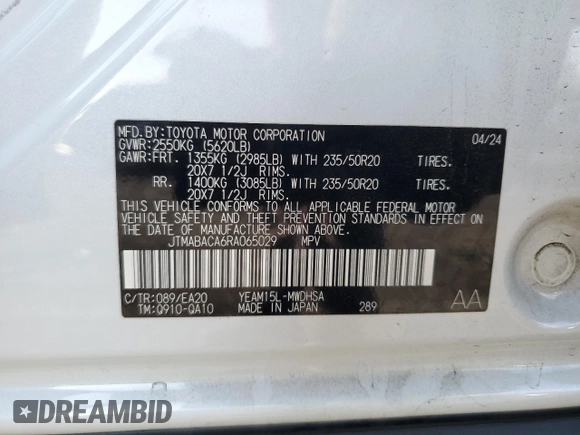 MFD.BY:TOYOTA MOTOR CORPORATION 04/24
GVWR:2550KG (5620LB)
GAWR:FRT. 1355KG (2985LB) WITH 235/50R20 TIRES.
20X7 1/2J RIMS.
RR. 1400KG (3085LB) WITH 235/50R20 TIRES.
20X7 1/2J RIMS.
THIS VEHICLE CONFORMS TO ALL APPLICABLE FEDERAL MOTOR
VEHICLE SAFETY AND THEFT PREVENTION STANDARDS IN EFFECT ON
THE DATE OF MANUFACTURE SHOWN ABOVE.
JTMABACA6RA065029 MPV
C/TR:089/EA20 YEAM15L-MWDHSA AA
TM:Q910-QA10 MADE IN JAPAN 289
DREAMBID